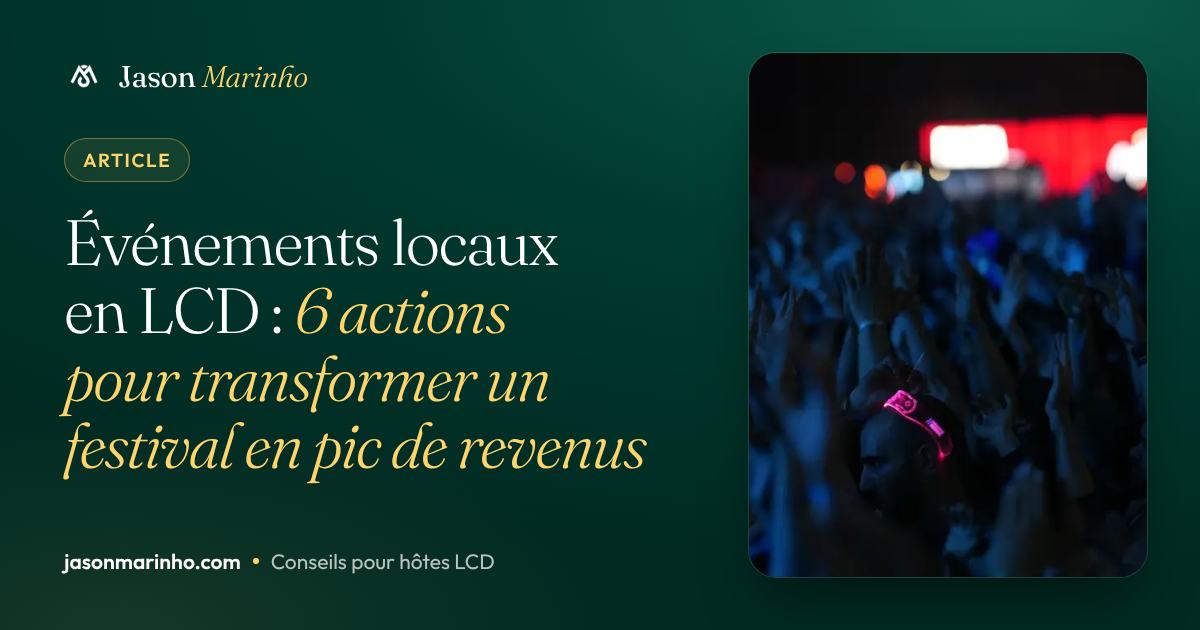 Jason Marinho
ARTICLE
Événements locaux
en LCD : 6 actions
pour transformer un
festival en pic de revenus
jasonmarinho.com • Conseils pour hôtes LCD